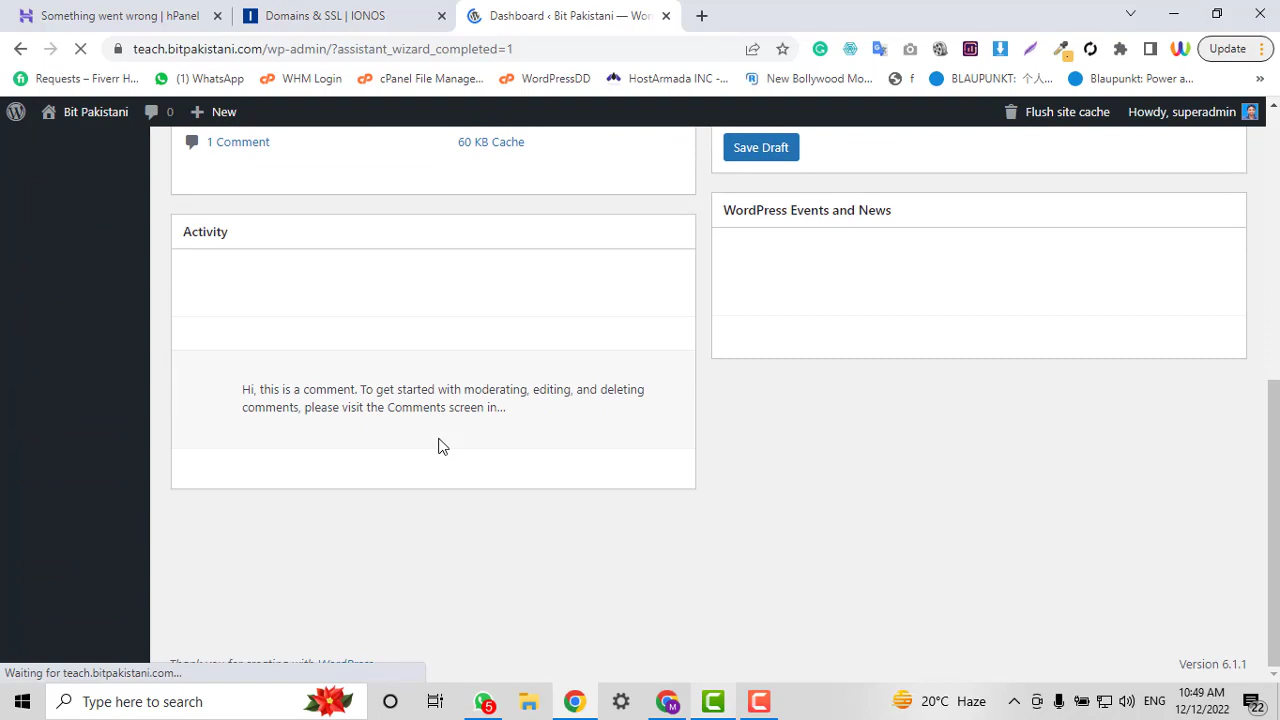 Something went wrong | hPanel
Domains & SSL | IONOS
Dashboard ‹ Bit Pakistani — Wor
teach.bitpakistani.com/wp-admin/?assistant_wizard_completed=1
Update
Requests – Fiverr H...
(1) WhatsApp
WHM Login
cPanel File Manage...
WordPressDD
HostArmada INC -...
New Bollywood Mo...
f
BLAUPUNKT: 个人...
Blaupunkt: Power a...
Bit Pakistani
0
New
Flush site cache
Howdy, superadmin
1 Comment
60 KB Cache
Save Draft
WordPress Events and News
Activity
Hi, this is a comment. To get started with moderating, editing, and deleting
comments, please visit the Comments screen in...
Thank you for creating with WordPress
Version 6.1.1
Waiting for teach.bitpakistani.com...
Type here to search
5
20°C Haze
ENG
10:49 AM
12/12/2022
22